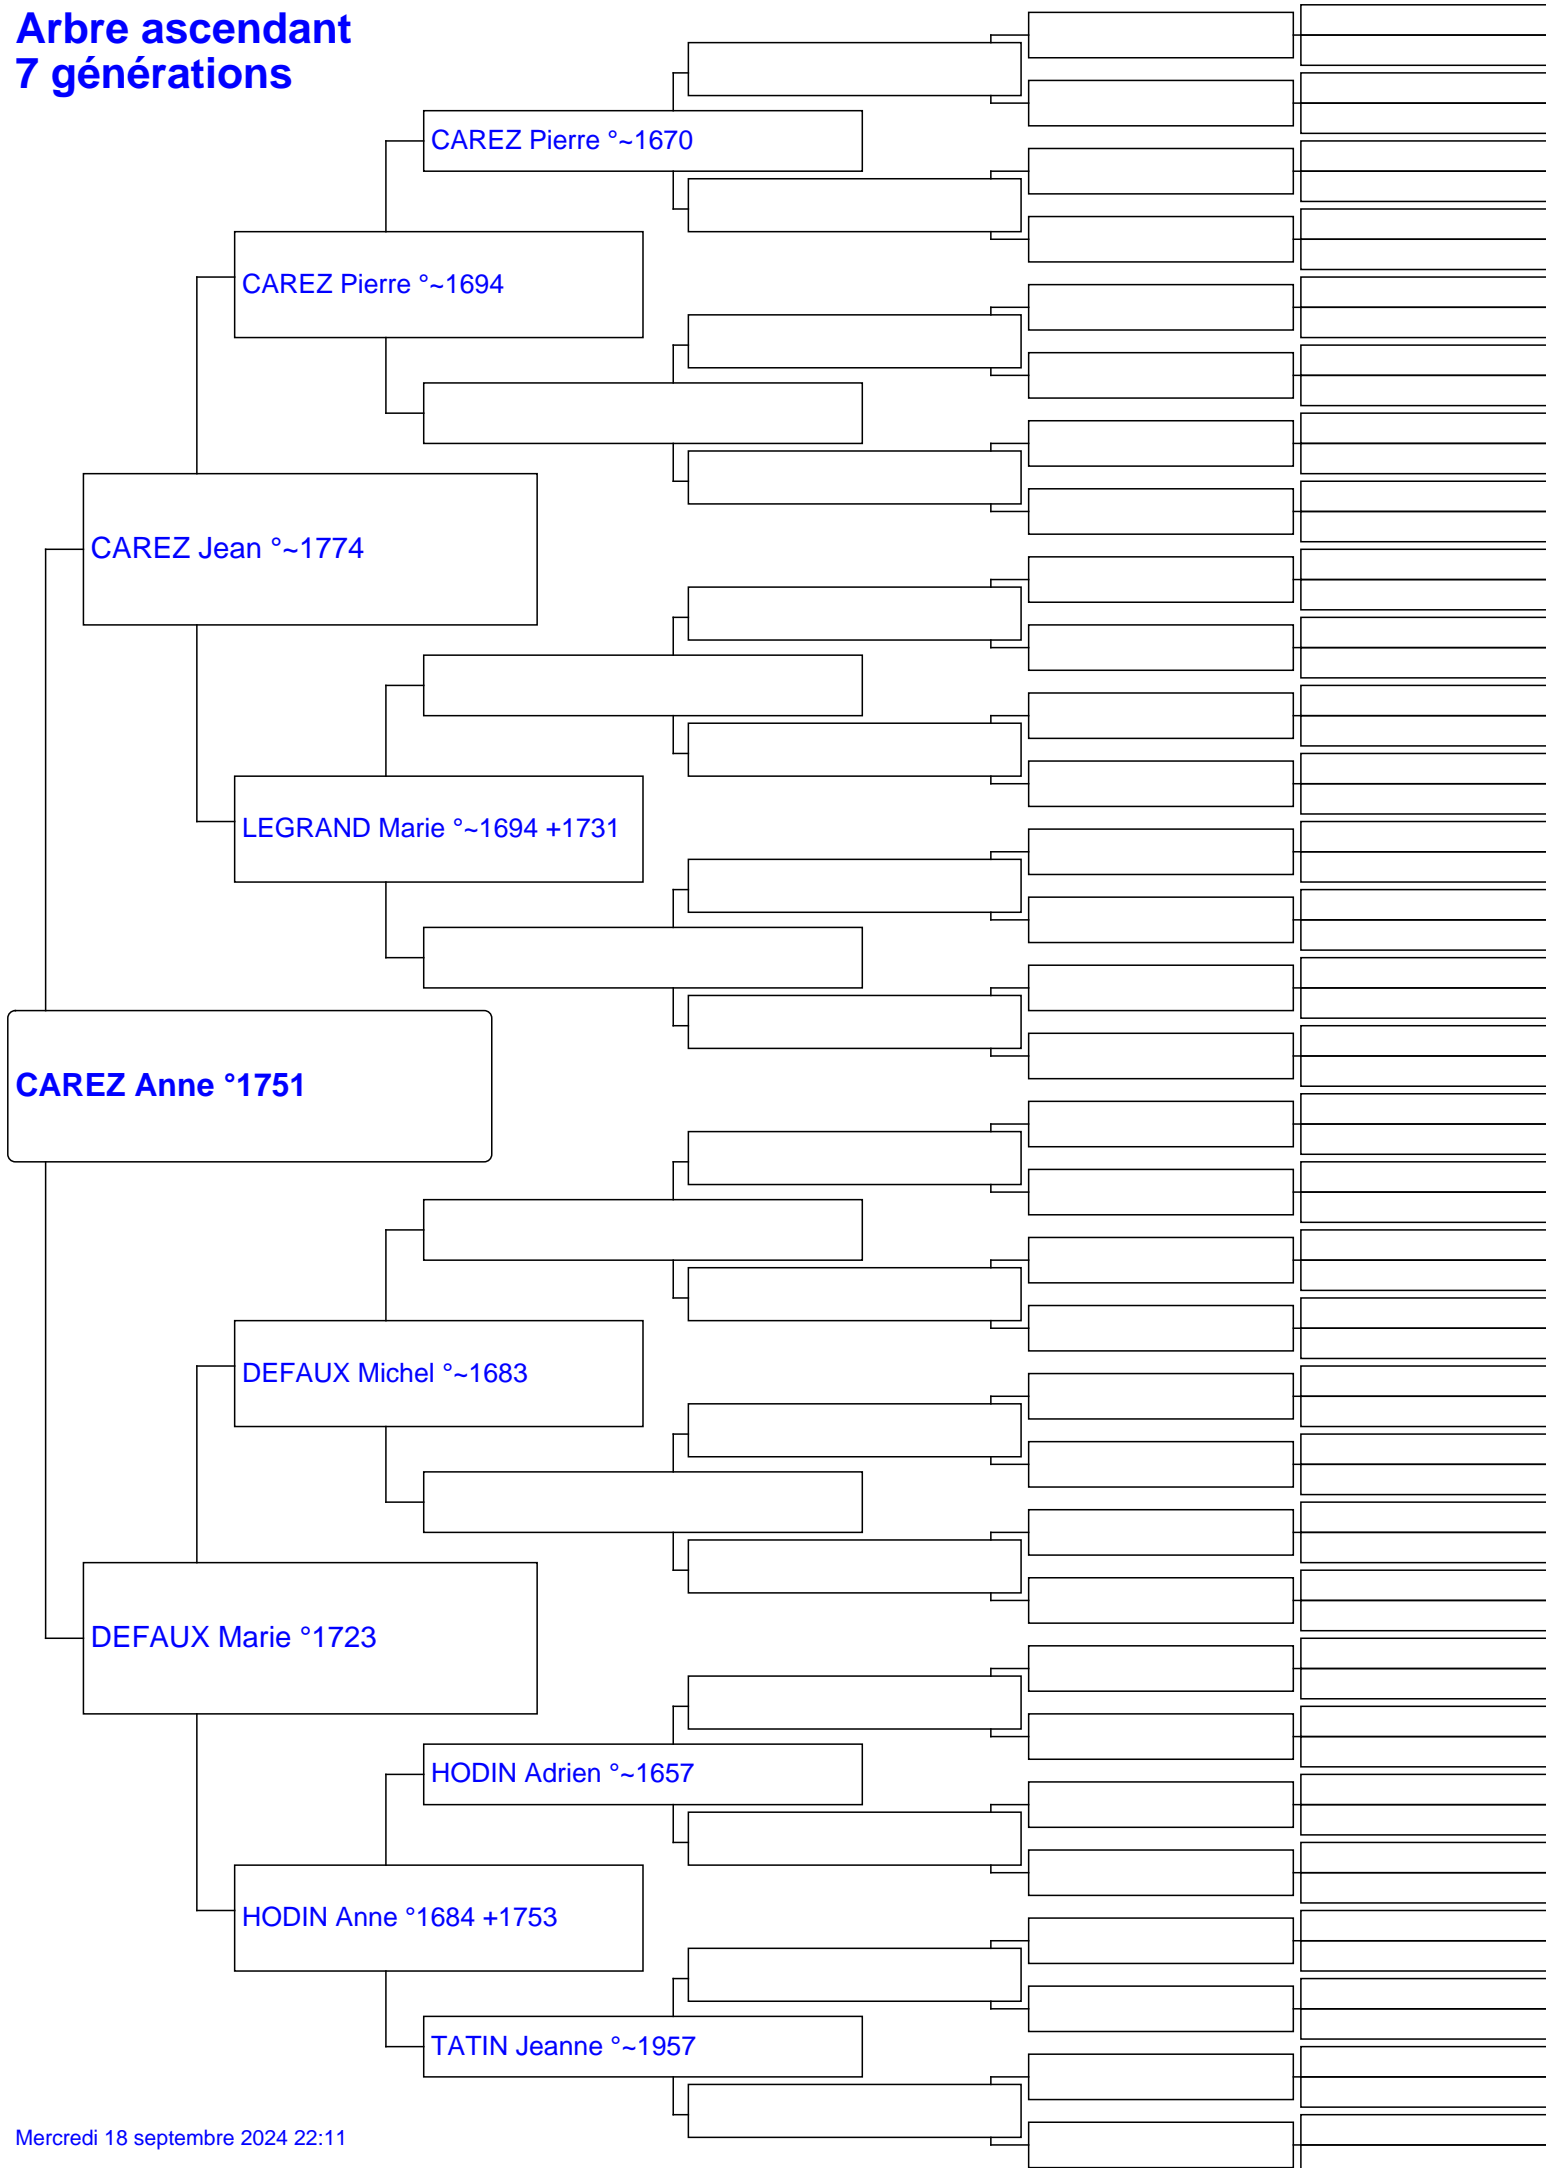 Arbre ascendant
7 générations
CAREZ Pierre °~1670
CAREZ Pierre °~1694
CAREZ Jean °~1774
LEGRAND Marie °~1694 +1731
CAREZ Anne °1751
DEFAUX Michel °~1683
DEFAUX Marie °1723
HODIN Adrien °~1657
HODIN Anne °1684 +1753
TATIN Jeanne °~1957
Mercredi 18 septembre 2024 22:11